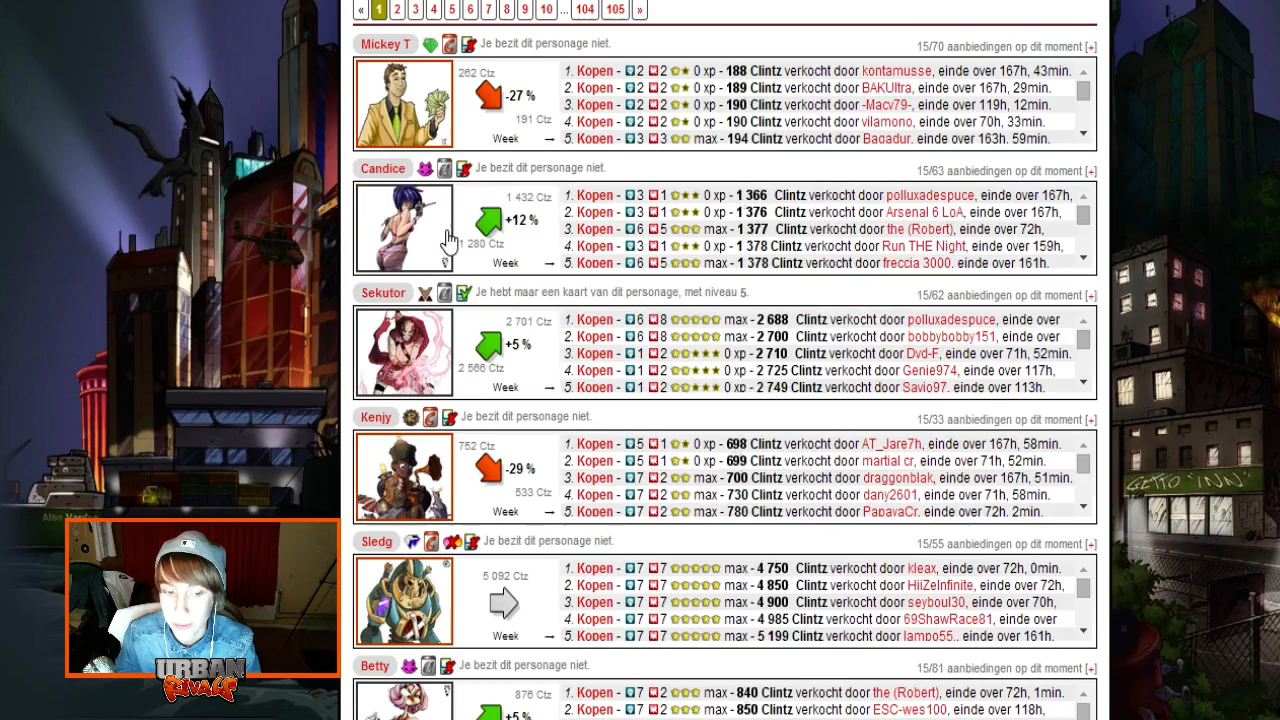 « 1 2 3 4 5 6 7 8 9 10 ... 104 105 »
Mickey T Je bezit dit personage niet. 15/70 aanbiedingen op dit moment [+]
262 Ctz
-27 %
191 Ctz
Week
1. Kopen - 2 2 0 xp - 188 Clintz verkocht door kontamusse, einde over 167h, 43min.
2. Kopen - 2 2 0 xp - 189 Clintz verkocht door BAKUltra, einde over 167h, 29min.
3. Kopen - 2 2 0 xp - 190 Clintz verkocht door -Macv79-, einde over 119h, 12min.
4. Kopen - 2 2 0 xp - 190 Clintz verkocht door vilamono, einde over 70h, 33min.
5. Kopen - 3 3 max - 194 Clintz verkocht door Bagadur, einde over 163h, 59min.
Candice Je bezit dit personage niet. 15/63 aanbiedingen op dit moment [+]
1 432 Ctz
+12 %
1 280 Ctz
Week
1. Kopen - 3 1 0 xp - 1 366 Clintz verkocht door polluxadespuce, einde over 167h,
2. Kopen - 3 1 0 xp - 1 376 Clintz verkocht door Arsenal 6 LoA, einde over 167h,
3. Kopen - 6 5 max - 1 377 Clintz verkocht door the (Robert), einde over 72h,
4. Kopen - 3 1 0 xp - 1 378 Clintz verkocht door Run THE Night, einde over 159h,
5. Kopen - 6 5 max - 1 378 Clintz verkocht door freccia 3000, einde over 161h.
Sekutor Je hebt maar een kaart van dit personage, met niveau 5. 15/62 aanbiedingen op dit moment [+]
2 701 Ctz
+5 %
2 566 Ctz
Week
1. Kopen - 6 8 max - 2 688 Clintz verkocht door polluxadespuce, einde over
2. Kopen - 6 8 max - 2 700 Clintz verkocht door bobbybobby151, einde over
3. Kopen - 1 2 0 xp - 2 710 Clintz verkocht door Dvd-F, einde over 71h, 52min.
4. Kopen - 1 2 0 xp - 2 725 Clintz verkocht door Genie974, einde over 117h,
5. Kopen - 1 2 0 xp - 2 749 Clintz verkocht door Savio97, einde over 113h.
Kenjy Je bezit dit personage niet. 15/33 aanbiedingen op dit moment [+]
752 Ctz
-29 %
533 Ctz
Week
1. Kopen - 5 1 0 xp - 698 Clintz verkocht door AT_Jare7h, einde over 167h, 58min.
2. Kopen - 5 1 0 xp - 699 Clintz verkocht door martial cr, einde over 71h, 52min.
3. Kopen - 7 2 max - 700 Clintz verkocht door draggonblak, einde over 167h, 51min.
4. Kopen - 7 2 max - 730 Clintz verkocht door dany2601, einde over 71h, 58min.
5. Kopen - 7 2 max - 780 Clintz verkocht door PapavaCr, einde over 72h, 2min.
Sledg Je bezit dit personage niet. 15/55 aanbiedingen op dit moment [+]
5 092 Ctz
Week
1. Kopen - 7 7 max - 4 750 Clintz verkocht door kleax, einde over 72h, 0min.
2. Kopen - 7 7 max - 4 850 Clintz verkocht door HiiZeInfinite, einde over 72h,
3. Kopen - 7 7 max - 4 900 Clintz verkocht door seyboul30, einde over 70h,
4. Kopen - 7 7 max - 4 985 Clintz verkocht door 69ShawRace81, einde over
5. Kopen - 7 7 max - 5 199 Clintz verkocht door lampo55., einde over 161h.
Betty Je bezit dit personage niet. 15/81 aanbiedingen op dit moment [+]
876 Ctz
+5 %
1. Kopen - 7 2 max - 840 Clintz verkocht door the (Robert), einde over 72h, 1min.
2. Kopen - 7 2 max - 850 Clintz verkocht door ESC-wes100, einde over 118h,
GETTO "INN"
URBAN
RIVALS